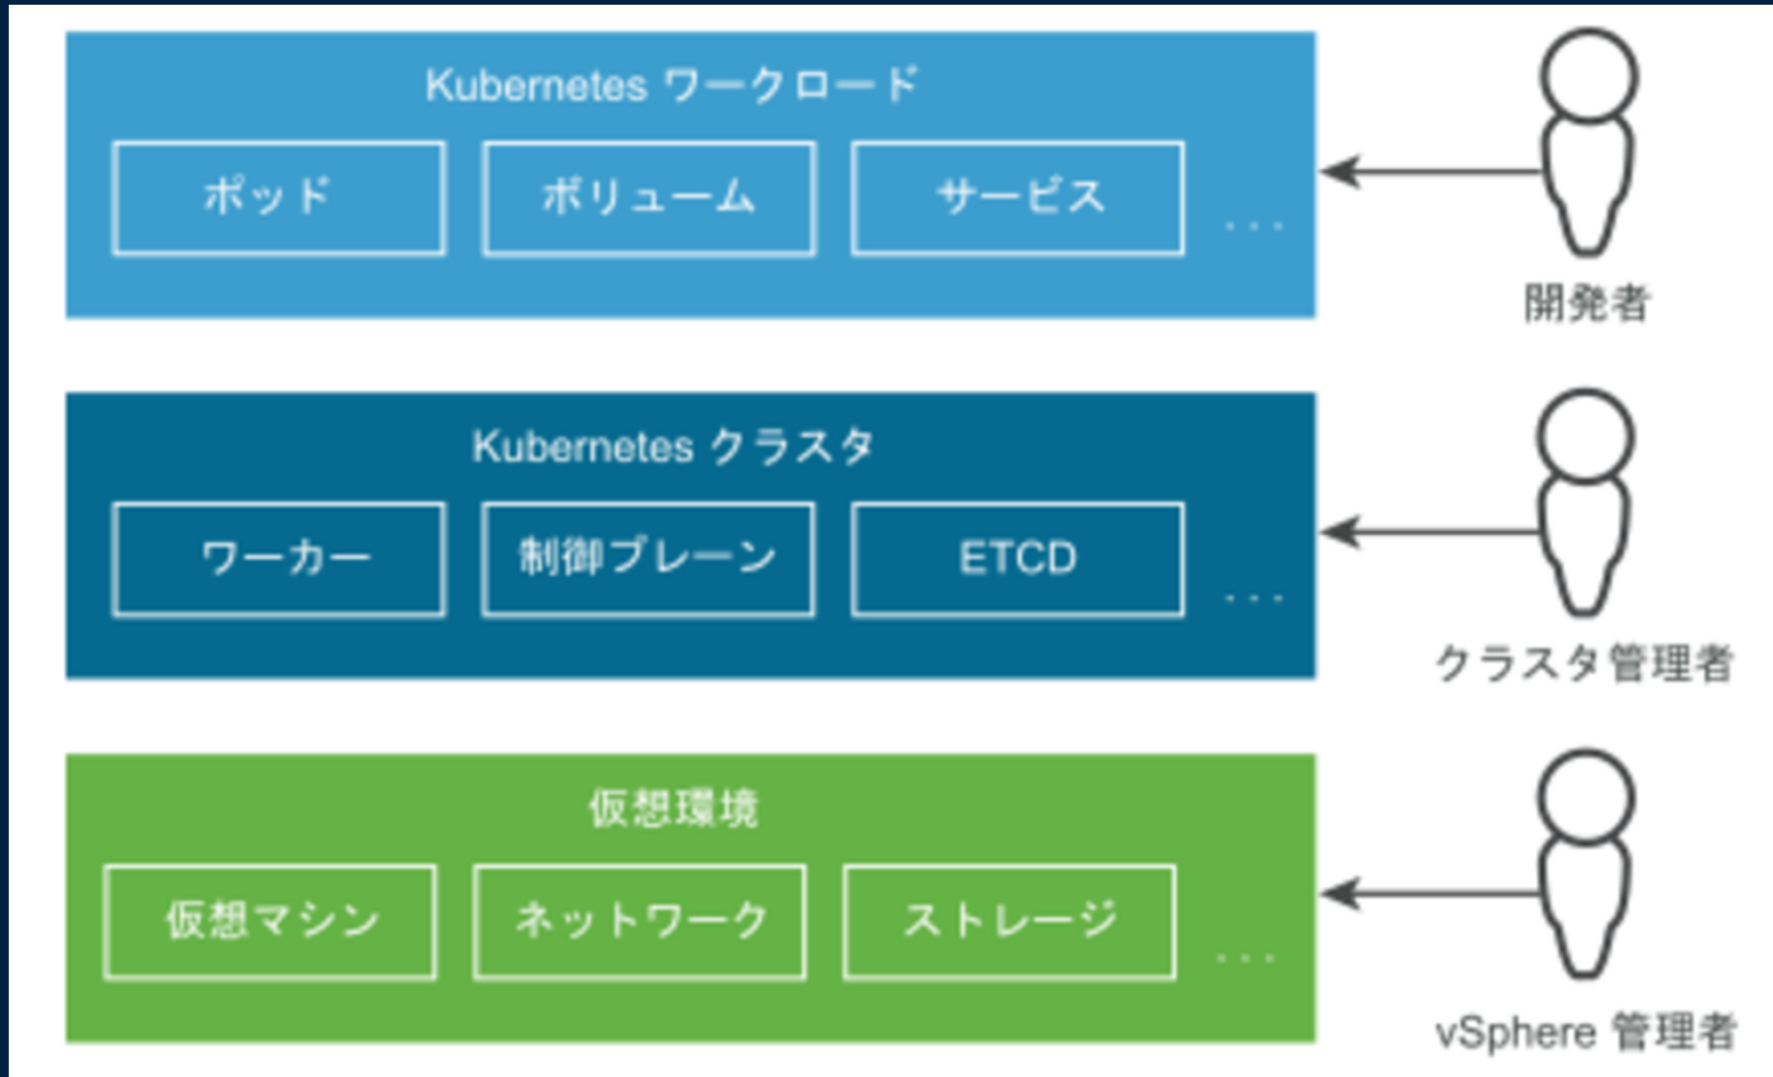 Kubernetes ワークロード
ポッド
ボリューム
サービス
...
開発者
Kubernetes クラスタ
ワーカー
制御プレーン
ETCD
...
クラスタ管理者
仮想環境
仮想マシン
ネットワーク
ストレージ
...
vSphere 管理者